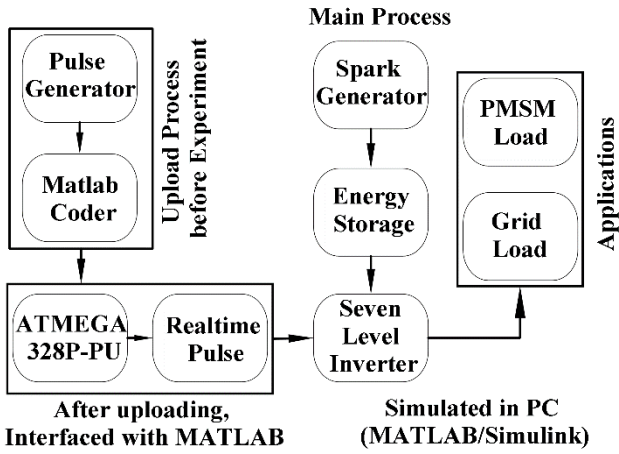 Main Process
Pulse
Generator
Matlab
Coder
Upload Process
before Experiment
Spark
Generator
Energy
Storage
PMSM
Load
Grid
Load
Applications
ATMEGA
328P-PU
Realtime
Pulse
Seven
Level
Inverter
After uploading,
Interfaced with MATLAB
Simulated in PC
(MATLAB/Simulink)